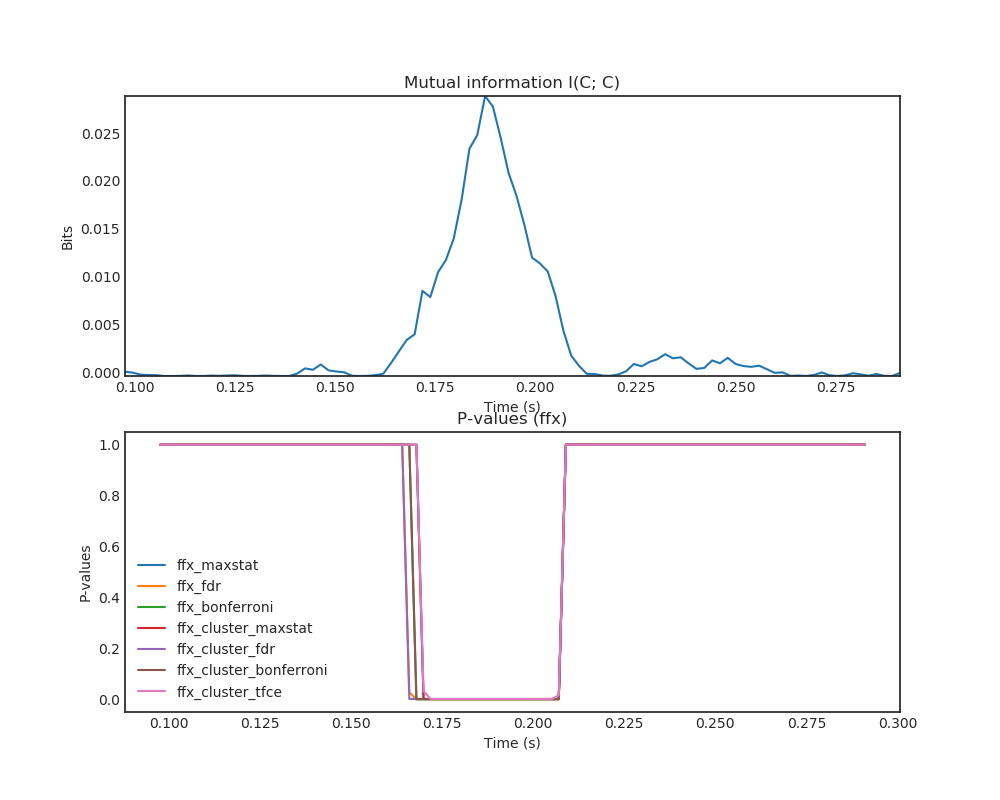 Mutual information I(C; C)
0.025
0.020
0.015
0.010
0.005
0.000
Bits
0.100 0.125 0.150 0.175 0.200 0.225 0.250 0.275
Time (s)
P-values (ffx)
1.0
0.8
0.6
0.4
0.2
0.0
P-values
ffx_maxstat
ffx_fdr
ffx_bonferroni
ffx_cluster_maxstat
ffx_cluster_fdr
ffx_cluster_bonferroni
ffx_cluster_tfce
0.100 0.125 0.150 0.175 0.200 0.225 0.250 0.275 0.300
Time (s)